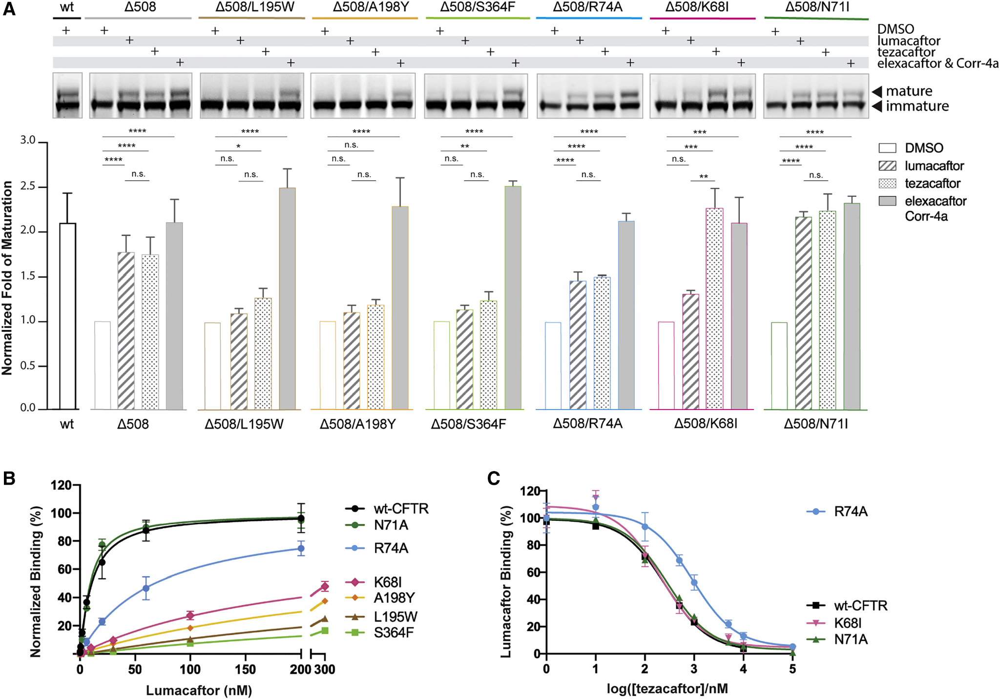 A
wt Δ508 Δ508/L195W Δ508/A198Y Δ508/S364F Δ508/R74A Δ508/K68I Δ508/N71I
+ + + + + + + + DMSO
+ + + + + + + lumacaftor
+ + + + + + + tezacaftor
+ + + + + + + elexacaftor & Corr-4a
mature
immature
**** **** **** **** **** *** ****
**** * n.s. ** **** *** ****
**** n.s. n.s. n.s. **** n.s. ****
n.s. n.s. n.s. n.s. n.s. ** n.s.
Normalized Fold of Maturation
3.0
2.5
2.0
1.5
1.0
0.5
0.0
DMSO
lumacaftor
tezacaftor
elexacaftor
Corr-4a
wt Δ508 Δ508/L195W Δ508/A198Y Δ508/S364F Δ508/R74A Δ508/K68I Δ508/N71I
B
Normalized Binding (%)
120
100
80
60
40
20
0 50 100 150 200 300
Lumacaftor (nM)
wt-CFTR
N71A
R74A
K68I
A198Y
L195W
S364F
C
Lumacaftor Binding (%)
120
100
80
60
40
20
0
0 1 2 3 4 5
log([tezacaftor]/nM
R74A
wt-CFTR
K68I
N71A